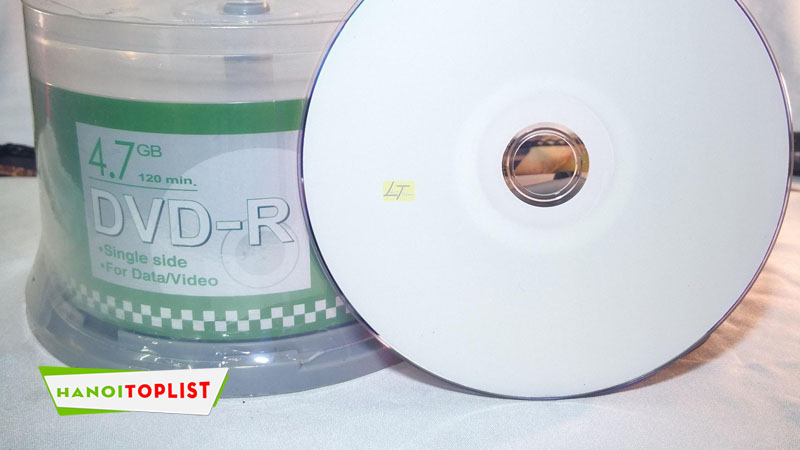 4.7GB
120 min.
DVD-R
•Single side
•For Data/Video
LT
HANOITOPLIST